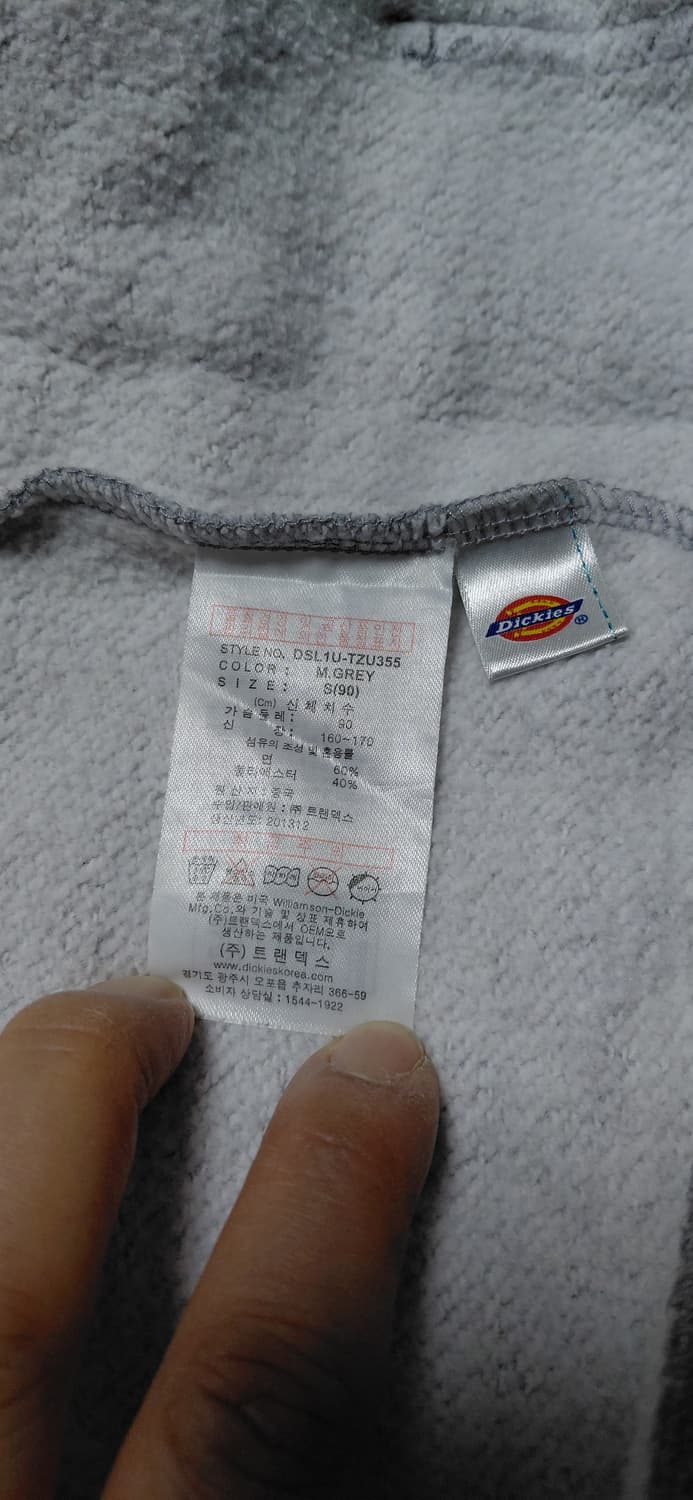 STYLE NO. DSL1U-TZU355
COLOR : M.GREY
SIZE : S(90)
(Cm) 신체치수
가슴둘레 : 90
신 장 : 160~170
섬유의 조성 및 혼용률
면 60%
폴리에스터 40%
원산지 : 중국
수입/판매원 : ㈜ 트랜덱스
생산년도: 201312
본 제품은 미국 Williamson-Dickie
Mfg.Co.와 기술 및 상표 제휴하여
(주)트랜덱스에서 OEM으로
생산하는 제품입니다.
(주) 트랜덱스
www.dickieskorea.com
경기도 광주시 오포읍 추자리 366-59
소비자 상담실 : 1544-1922
Dickies ®